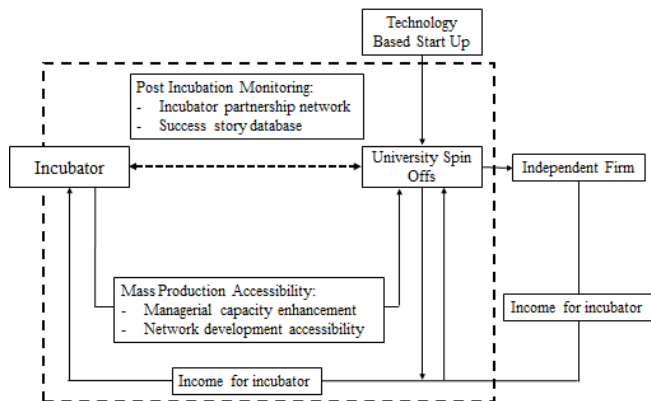 Technology
Based Start Up
Post Incubation Monitoring:
- Incubator partnership network
- Success story database
Incubator
University Spin
Offs
Independent Firm
Mass Production Accessibility:
- Managerial capacity enhancement
- Network development accessibility
Income for incubator
Income for incubator